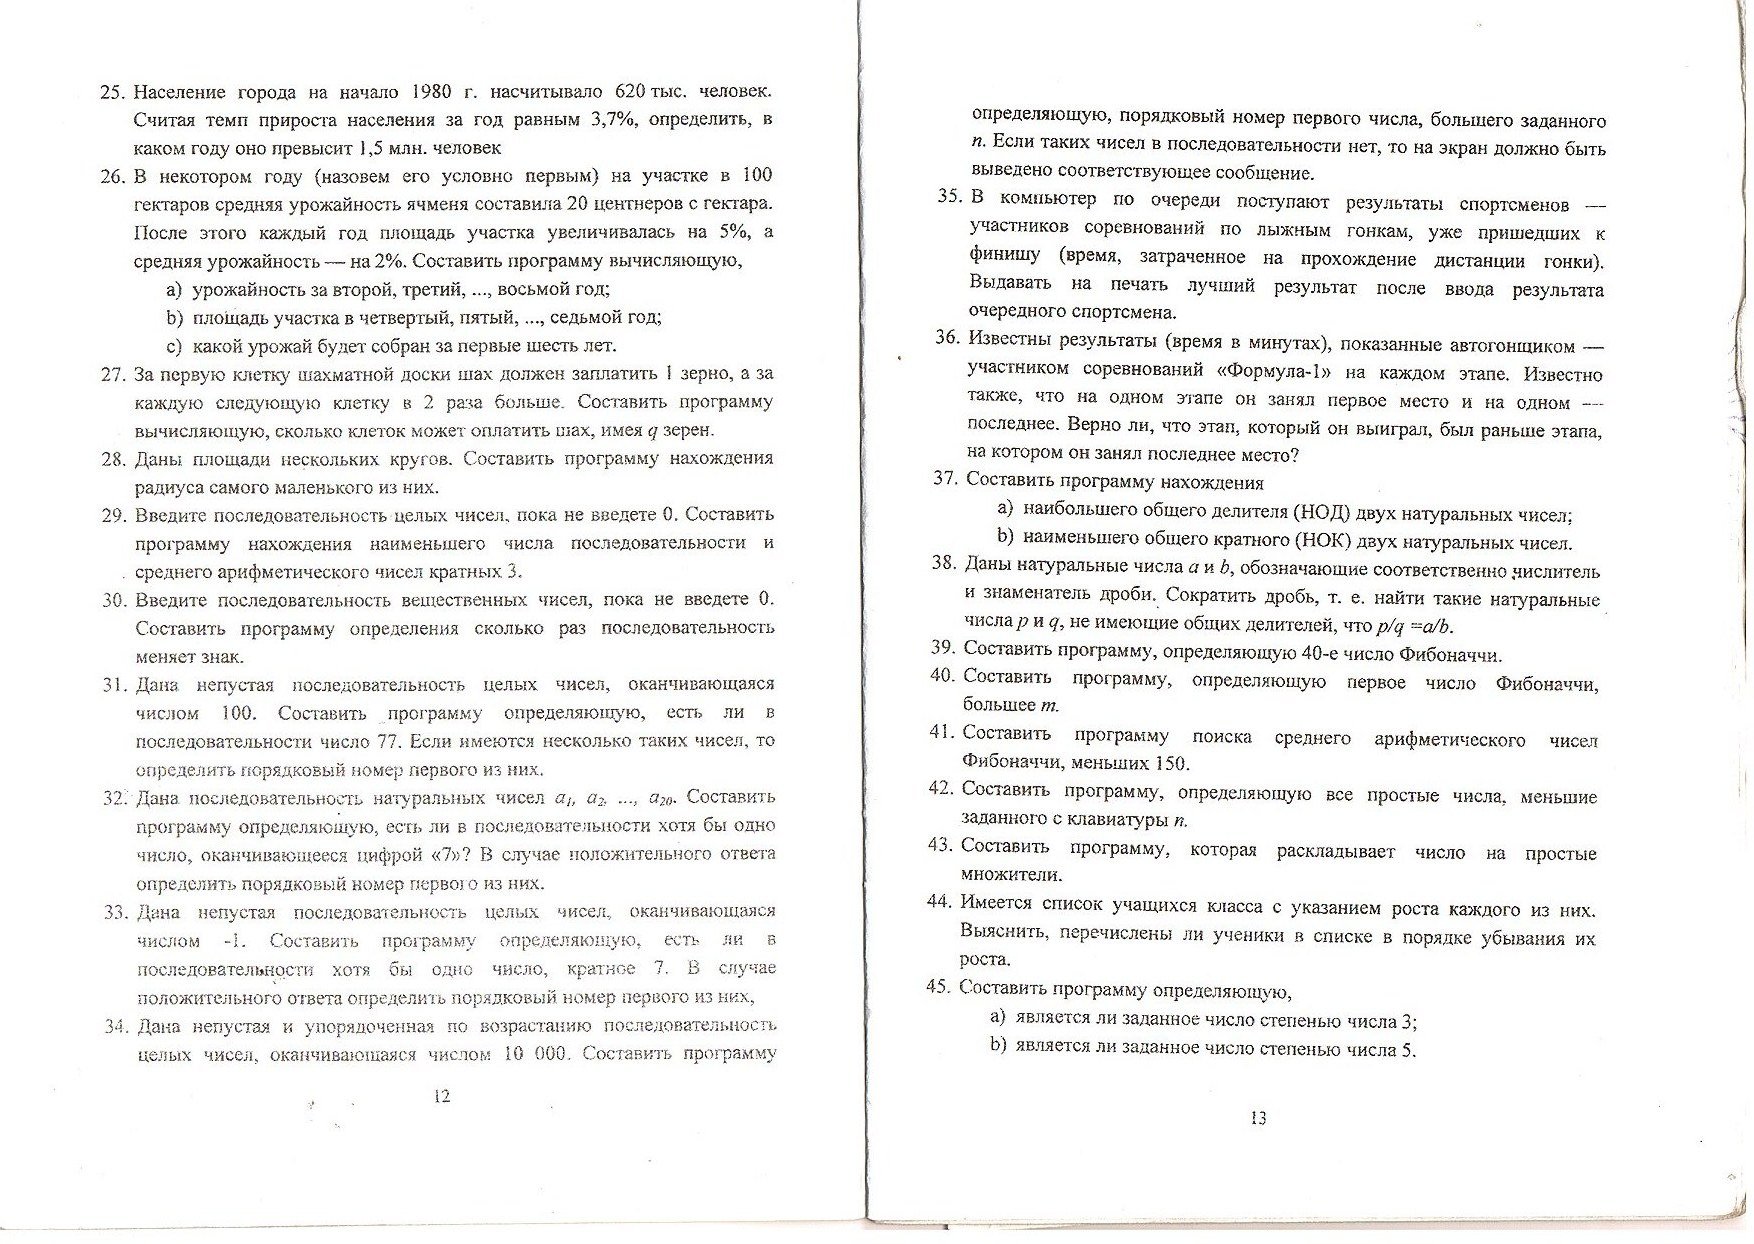 25. Население города на начало 1980 г. насчитывало 620 тыс. человек.
Считая темп прироста населения за год равным 3,7%, определить, в
каком году оно превысит 1,5 млн. человек
26. В некотором году (назовем его условно первым) на участке в 100
гектаров средняя урожайность ячменя составила 20 центнеров с гектара.
После этого каждый год площадь участка увеличивалась на 5%, а
средняя урожайность — на 2%. Составить программу вычисляющую,
a) урожайность за второй, третий, ..., восьмой год;
b) площадь участка в четвертый, пятый, ..., седьмой год;
c) какой урожай будет собран за первые шесть лет.
27. За первую клетку шахматной доски шах должен заплатить 1 зерно, а за
каждую следующую клетку в 2 раза больше. Составить программу
вычисляющую, сколько клеток может оплатить шах, имея q зерен.
28. Даны площади нескольких кругов. Составить программу нахождения
радиуса самого маленького из них.
29. Введите последовательность целых чисел, пока не введете 0. Составить
программу нахождения наименьшего числа последовательности и
среднего арифметического чисел кратных 3.
30. Введите последовательность вещественных чисел, пока не введете 0.
Составить программу определения сколько раз последовательность
меняет знак.
31. Дана непустая последовательность целых чисел, оканчивающаяся
числом 100. Составить программу определяющую, есть ли в
последовательности число 77. Если имеются несколько таких чисел, то
определить порядковый номер первого из них.
32. Дана последовательность натуральных чисел a1, a2, ..., a20. Составить
программу определяющую, есть ли в последовательности хотя бы одно
число, оканчивающееся цифрой «7»? В случае положительного ответа
определить порядковый номер первого из них.
33. Дана непустая последовательность целых чисел, оканчивающаяся
числом -1. Составить программу определяющую, есть ли в
последовательности хотя бы одно число, кратное 7. В случае
положительного ответа определить порядковый номер первого из них,
34. Дана непустая и упорядоченная по возрастанию последовательность
целых чисел, оканчивающаяся числом 10 000. Составить программу
12
определяющую, порядковый номер первого числа, большего заданного
n. Если таких чисел в последовательности нет, то на экран должно быть
выведено соответствующее сообщение.
35. В компьютер по очереди поступают результаты спортсменов —
участников соревнований по лыжным гонкам, уже пришедших к
финишу (время, затраченное на прохождение дистанции гонки).
Выдавать на печать лучший результат после ввода результата
очередного спортсмена.
36. Известны результаты (время в минутах), показанные автогонщиком —
участником соревнований «Формула-1» на каждом этапе. Известно
также, что на одном этапе он занял первое место и на одном —
последнее. Верно ли, что этап, который он выиграл, был раньше этапа,
на котором он занял последнее место?
37. Составить программу нахождения
a) наибольшего общего делителя (НОД) двух натуральных чисел;
b) наименьшего общего кратного (НОК) двух натуральных чисел.
38. Даны натуральные числа a и b, обозначающие соответственно числитель
и знаменатель дроби. Сократить дробь, т. е. найти такие натуральные
числа p и q, не имеющие общих делителей, что p/q =a/b.
39. Составить программу, определяющую 40-е число Фибоначчи.
40. Составить программу, определяющую первое число Фибоначчи,
большее m.
41. Составить программу поиска среднего арифметического чисел
Фибоначчи, меньших 150.
42. Составить программу, определяющую все простые числа, меньшие
заданного с клавиатуры n.
43. Составить программу, которая раскладывает число на простые
множители.
44. Имеется список учащихся класса с указанием роста каждого из них.
Выяснить, перечислены ли ученики в списке в порядке убывания их
роста.
45. Составить программу определяющую,
a) является ли заданное число степенью числа 3;
b) является ли заданное число степенью числа 5.
13